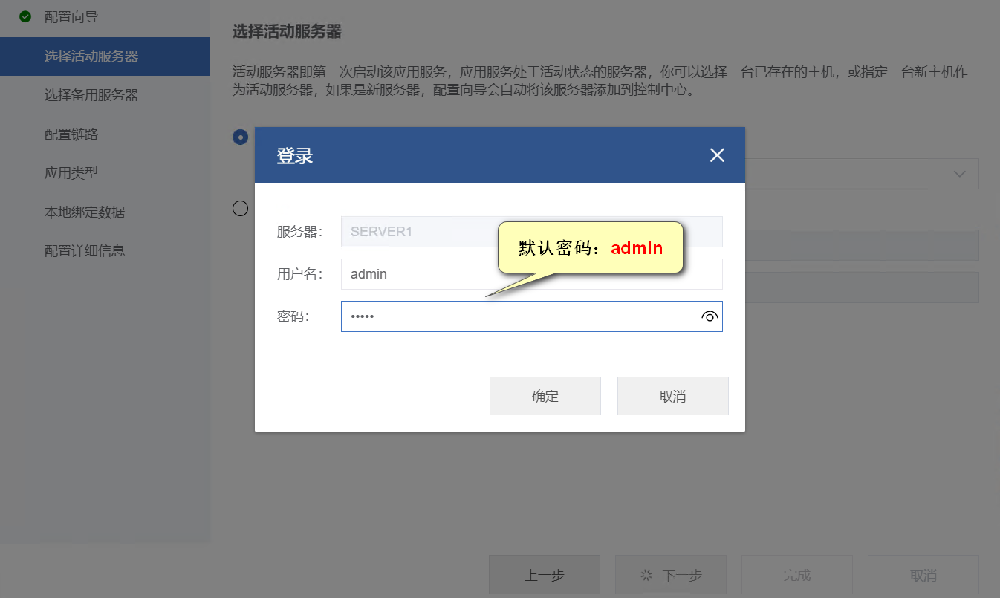 配置向导
选择活动服务器
选择备用服务器
配置链路
应用类型
本地绑定数据
配置详细信息
选择活动服务器
活动服务器即第一次启动该应用服务，应用服务处于活动状态的服务器，你可以选择一台已存在的主机，或指定一台新主机作
为活动服务器，如果是新服务器，配置向导会自动将该服务器添加到控制中心。
登录
服务器： SERVER1
默认密码：admin
用户名： admin
密码： •••••
确定 取消
上一步 下一步 完成 取消